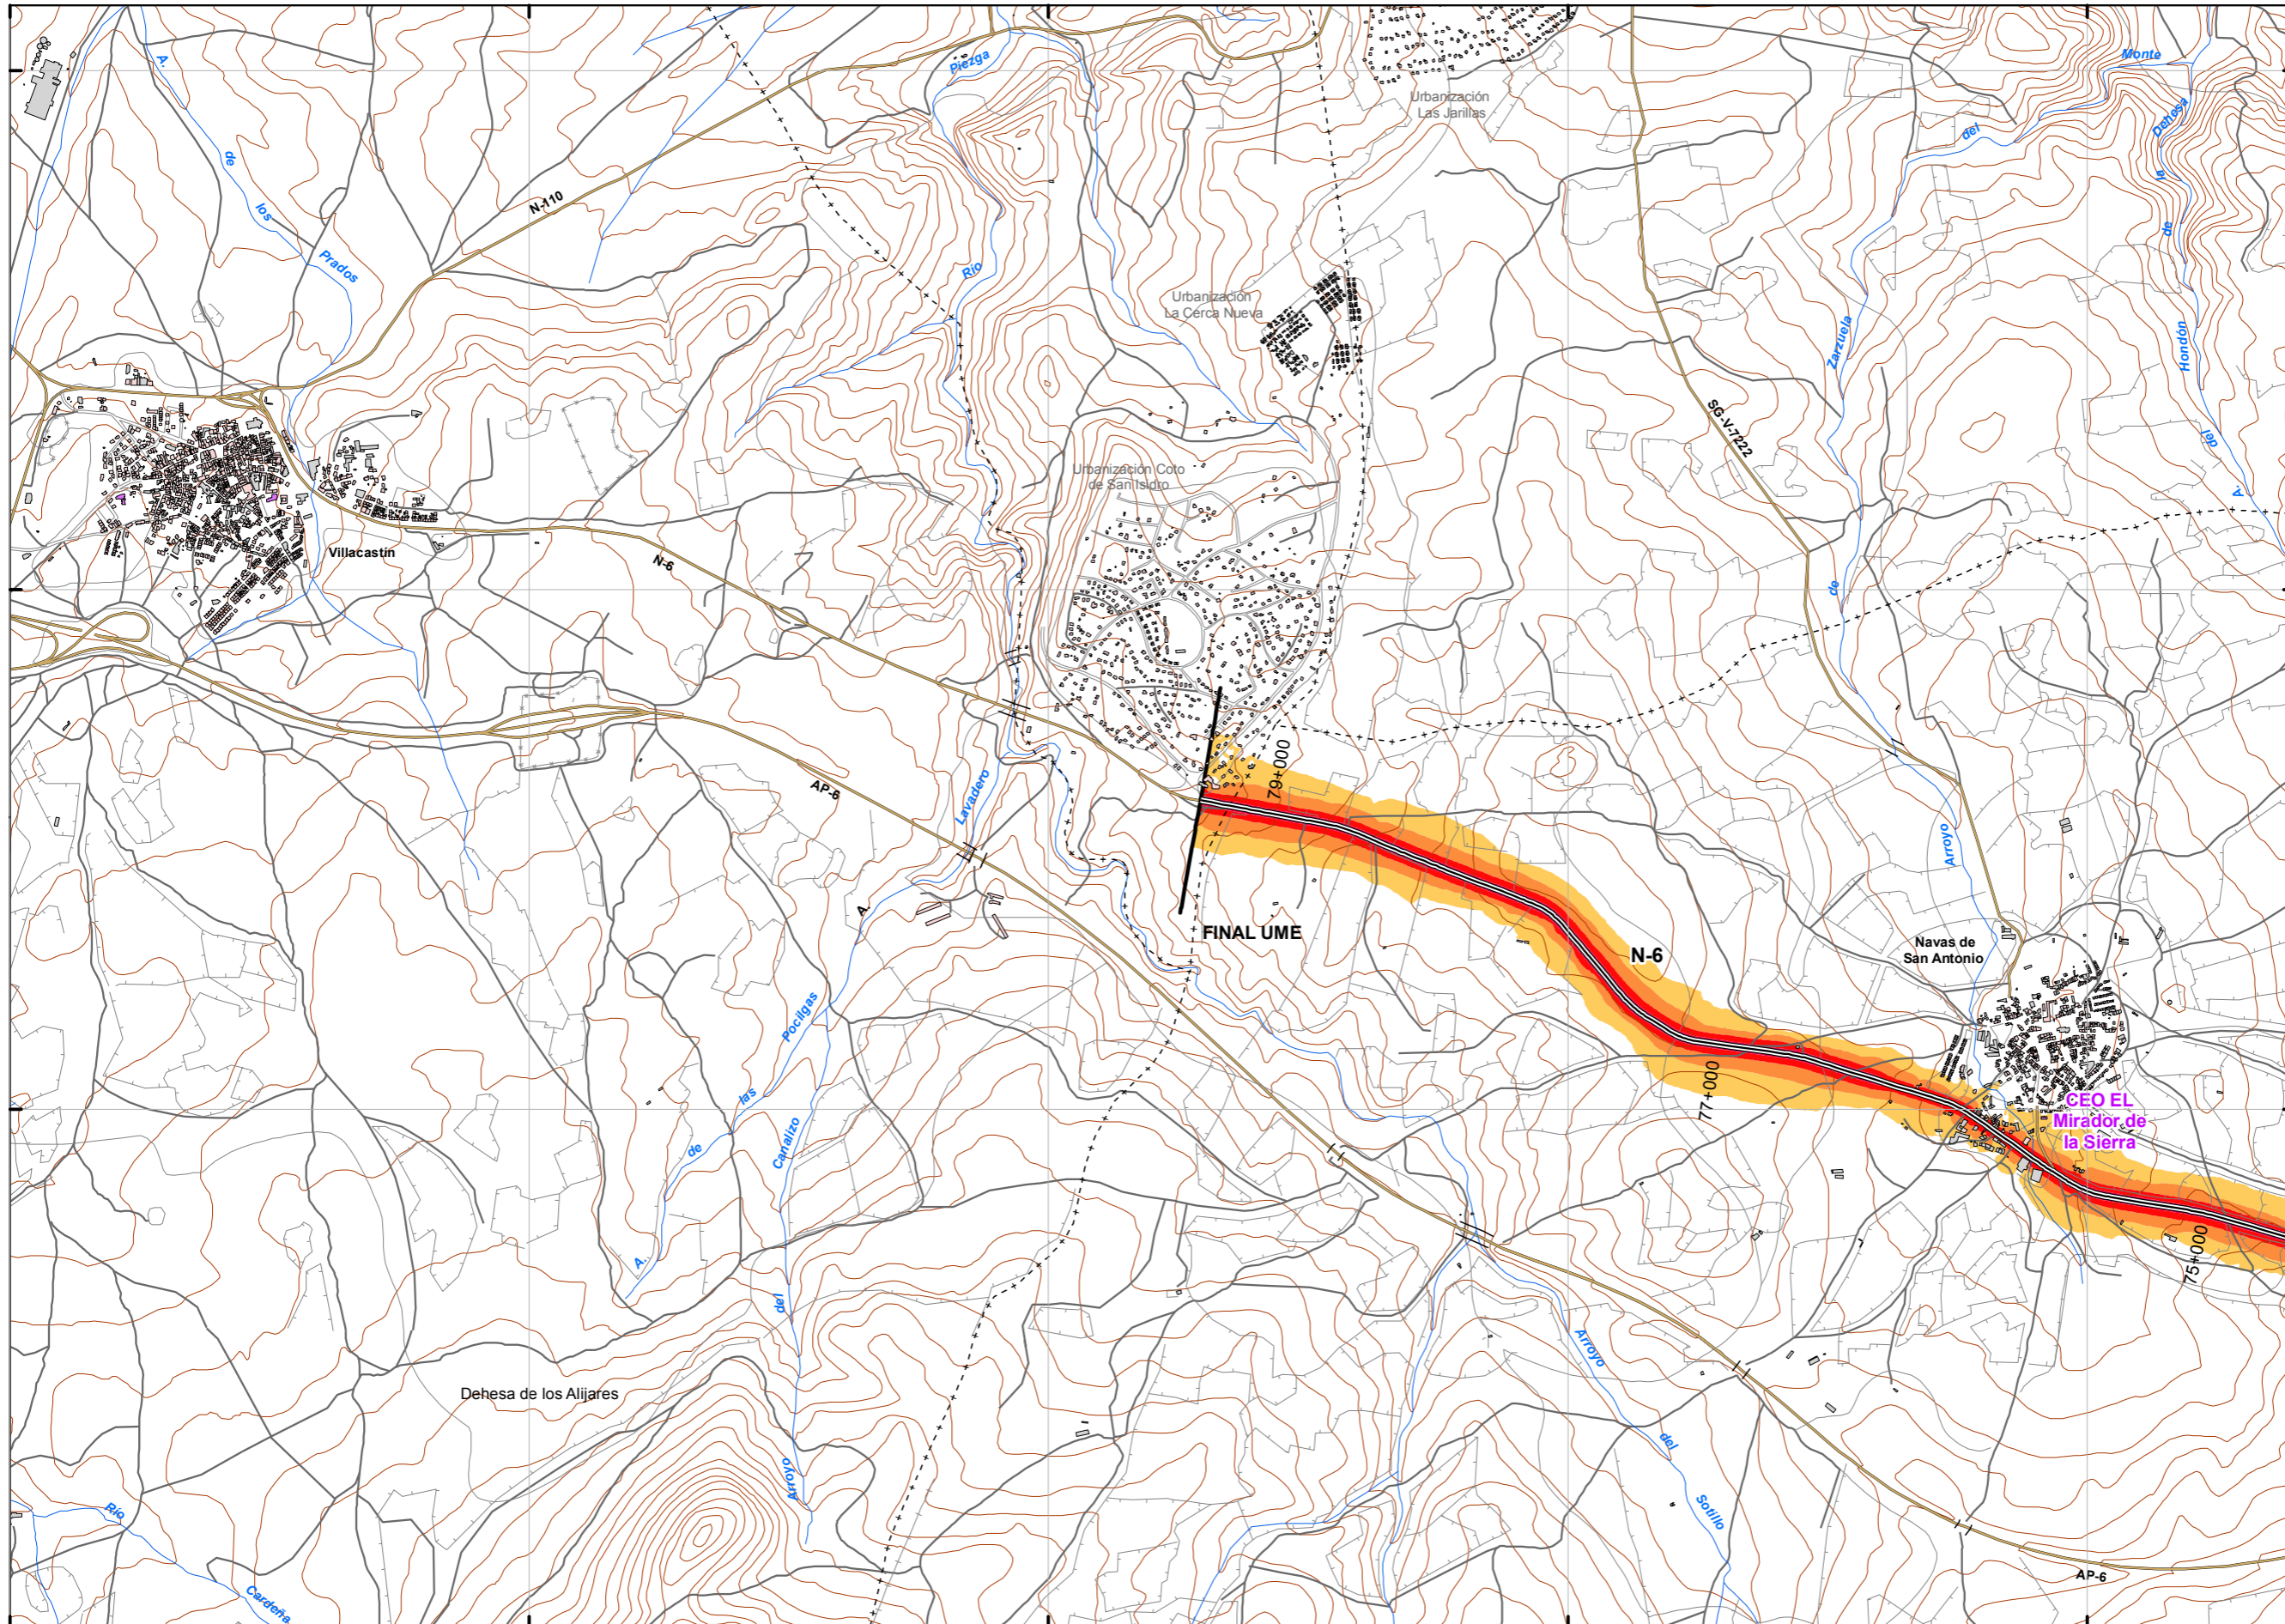 Monte
Piezga
A.
Urbanización
Las Jarillas
del
Dehesa
de
la
N-110
los
de
Prados
Río
Urbanización
La Cerca Nueva
Zarzuela
Hondón
SG-V-7222
del
Urbanización Coto
de San Isidro
A.
Villacastín
N-6
de
79+000
AP-6
Lavadero
Arroyo
A.
FINAL UME
N-6
Navas de
San Antonio
Pocilgas
77+000
las
CEO EL
Mirador de
la Sierra
Canalizo
de
A.
75+000
del
Arroyo
Dehesa de los Alijares
del
Arroyo
Río
Sotillo
AP-6
Cardeña